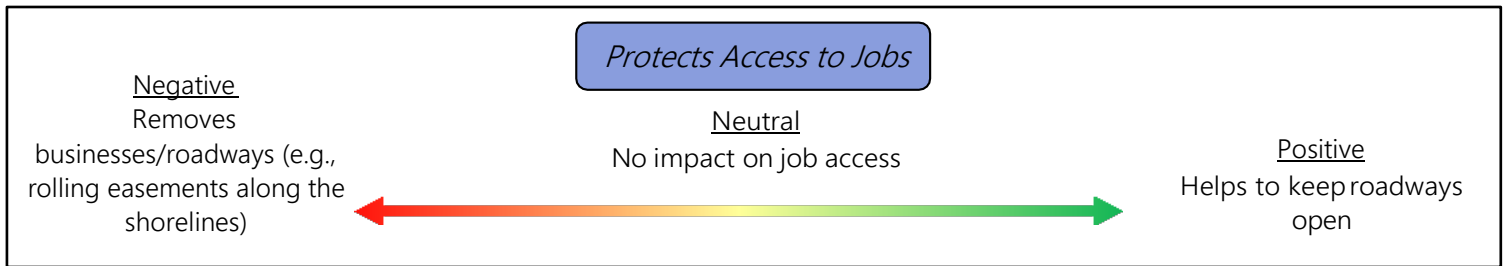 Protects Access to Jobs
Negative
Removes
businesses/roadways (e.g.,
rolling easements along the
shorelines)
Neutral
No impact on job access
Positive
Helps to keep roadways
open